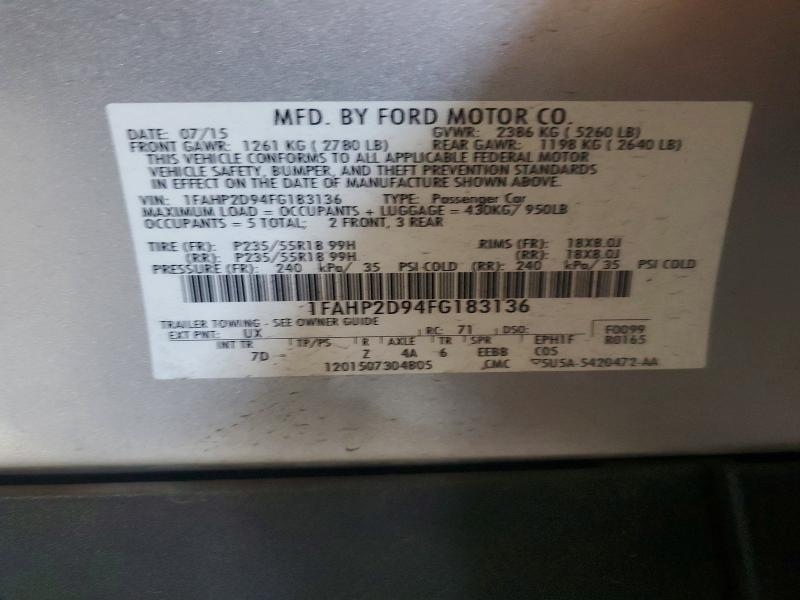 MFD. BY FORD MOTOR CO.
DATE: 07/15 GVWR: 2386 KG ( 5260 LB)
FRONT GAWR: 1261 KG ( 2780 LB) REAR GAWR: 1198 KG ( 2640 LB)
THIS VEHICLE CONFORMS TO ALL APPLICABLE FEDERAL MOTOR
VEHICLE SAFETY, BUMPER, AND THEFT PREVENTION STANDARDS
IN EFFECT ON THE DATE OF MANUFACTURE SHOWN ABOVE.
VIN: 1FAHP2D94FG183136 TYPE: Passenger Car
MAXIMUM LOAD = OCCUPANTS + LUGGAGE = 430KG/ 950LB
OCCUPANTS = 5 TOTAL; 2 FRONT, 3 REAR
TIRE (FR): P235/55R18 99H RIMS (FR): 18X8.0J
(RR): P235/55R18 99H (RR): 18X8.0J
PRESSURE (FR): 240 kPa/ 35 PSI COLD (RR): 240 kPa/ 35 PSI COLD
1FAHP2D94FG183136
TRAILER TOWING - SEE OWNER GUIDE
EXT PNT: UX RC: 71 DSO: F0099
INT TR TP/PS R AXLE TR SPR EPH1F R0165
7D Z 4A 6 EEBB C05
1201507304B05 CMC 5U5A-5420472-AA